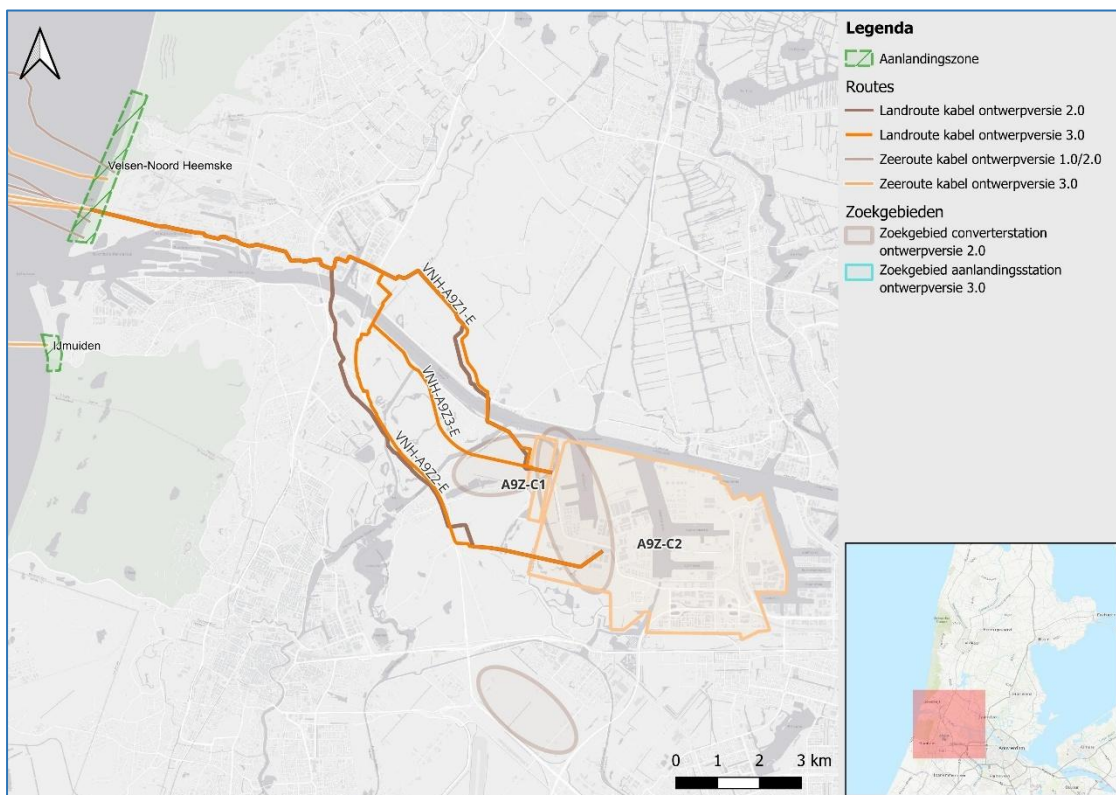 Velsen-Noord Heemske
IJmuiden
VNH-A9Z1-E
VNH-A9Z3-E
VNH-A9Z2-E
A9Z-C1
A9Z-C2
0 1 2 3 km
Legenda
Aanlandingszone
Routes
Landroute kabel ontwerpversie 2.0
Landroute kabel ontwerpversie 3.0
Zeeroute kabel ontwerpversie 1.0/2.0
Zeeroute kabel ontwerpversie 3.0
Zoekgebieden
Zoekgebied converterstation
ontwerpversie 2.0
Zoekgebied aanlandingsstation
ontwerpversie 3.0
Amsterdam